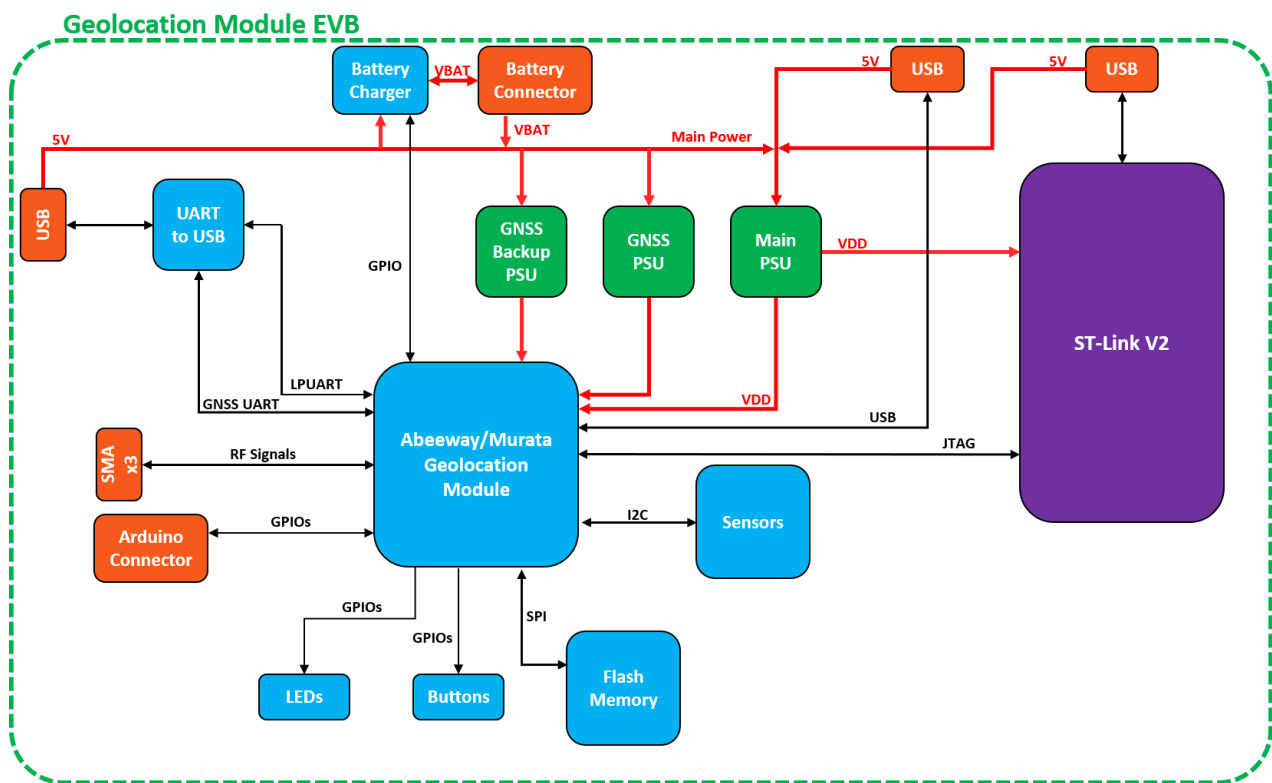 Geolocation Module EVB
Battery
Charger
VBAT
Battery
Connector
5V
USB
5V
USB
VBAT
5V
Main Power
USB
UART
to USB
GNSS
Backup
PSU
GNSS
PSU
Main
PSU
VDD
GPIO
ST-Link V2
LPUART
GNSS UART
VDD
USB
Abeeway/Murata
Geolocation
Module
JTAG
SMA
x3
RF Signals
I2C
Sensors
Arduino
Connector
GPIOs
GPIOs
GPIOs
SPI
LEDs
Buttons
Flash
Memory